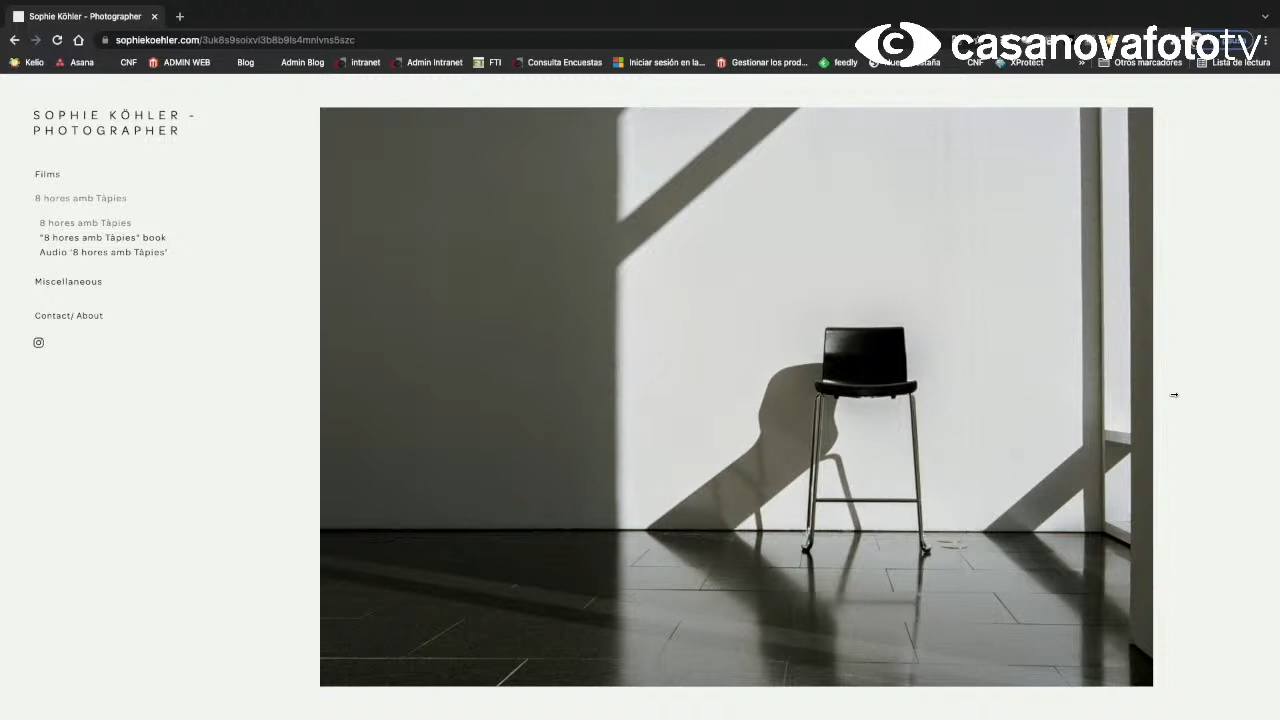 Sophie Köhler - Photographer
sophiekoehler.com/3uk8s9soixvi3b8b9ls4mnlvns5szc
casanovafototv
Kelio
Asana
CNF
ADMIN WEB
Blog
Admin Blog
intranet
Admin Intranet
FTI
Consulta Encuestas
Iniciar sesión en la...
Gestionar los prod...
feedly
CNF
XProtect
»
Otros marcadores
Lista de lectura
SOPHIE KÖHLER -
PHOTOGRAPHER
Films
8 hores amb Tàpies
8 hores amb Tàpies
"8 hores amb Tàpies" book
Audio '8 hores amb Tàpies'
Miscellaneous
Contact/ About